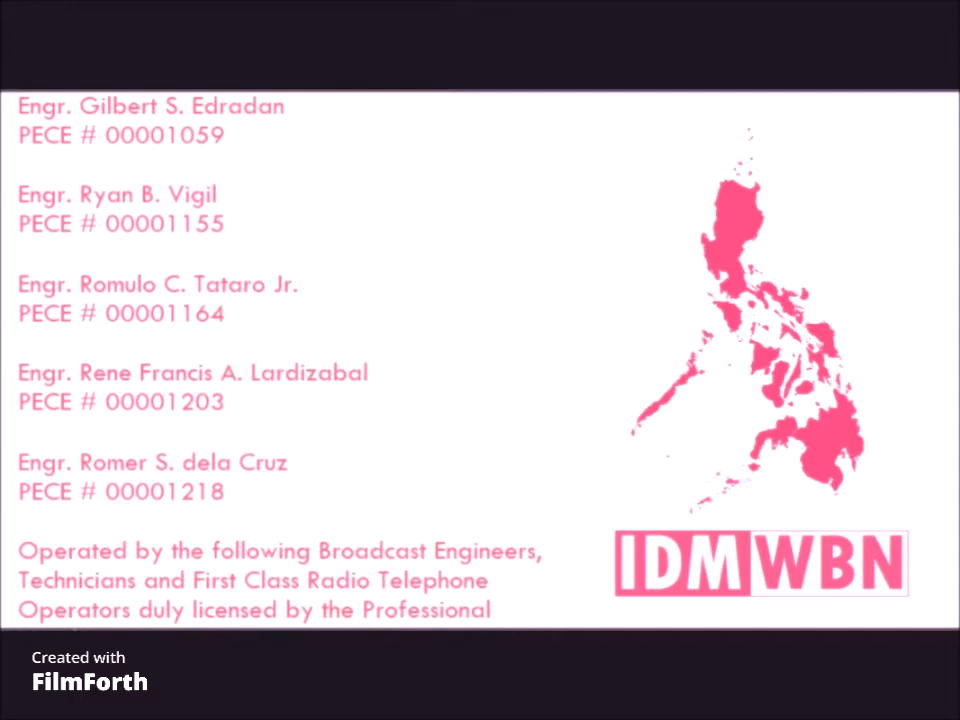 Engr. Gilbert S. Edradan
PECE # 00001059
Engr. Ryan B. Vigil
PECE # 00001155
Engr. Romulo C. Tataro Jr.
PECE # 00001164
Engr. Rene Francis A. Lardizabal
PECE # 00001203
Engr. Romer S. dela Cruz
PECE # 00001218
Operated by the following Broadcast Engineers,
Technicians and First Class Radio Telephone
Operators duly licensed by the Professional
IDMWBN
Created with
FilmForth